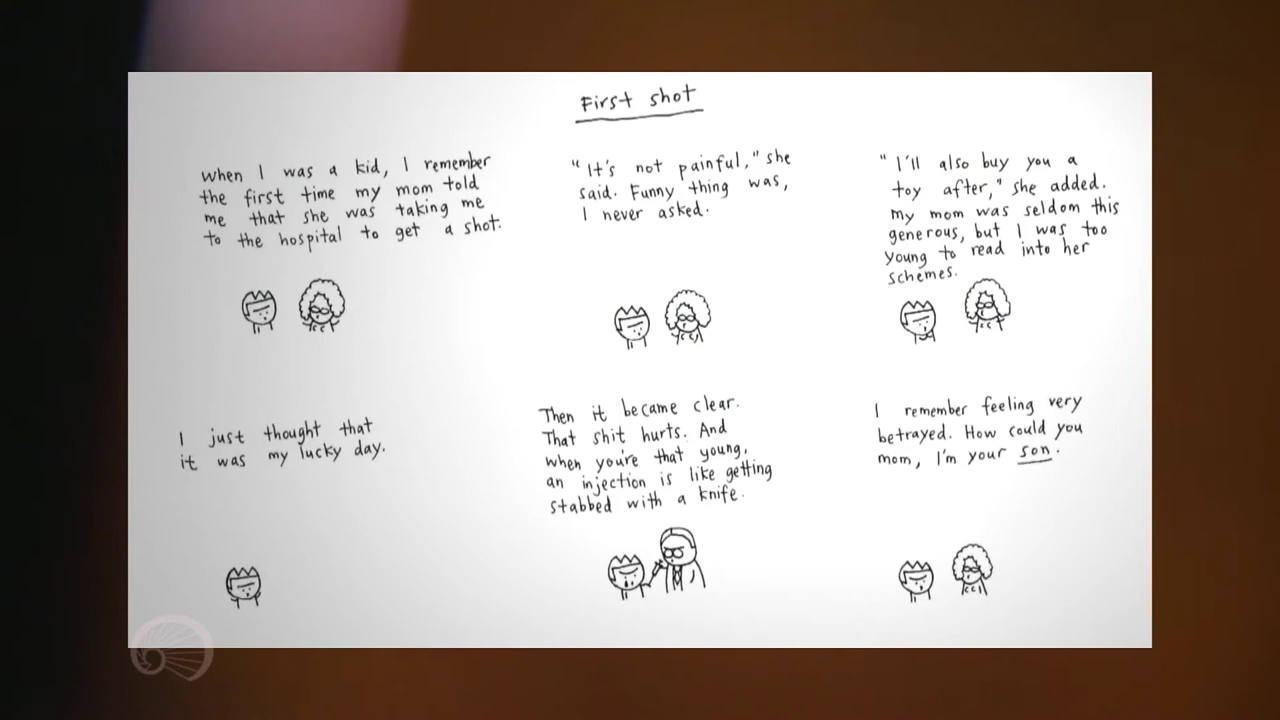 First shot
When I was a kid, I remember
the first time my mom told
me that she was taking me
to the hospital to get a shot.
"It's not painful," she
said. Funny thing was,
I never asked.
"I'll also buy you a
toy after," she added.
my mom was seldom this
generous, but I was too
young to read into her
schemes.
I just thought that
it was my lucky day.
Then it became clear.
That shit hurts. And
when you're that young,
an injection is like getting
stabbed with a knife.
I remember feeling very
betrayed. How could you
mom, I'm your son.